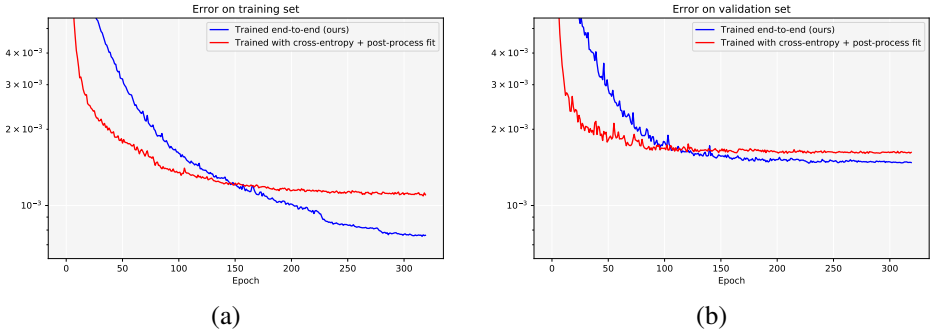 Error on training set
Trained end-to-end (ours)
Trained with cross-entropy + post-process fit
4 × 10⁻³
3 × 10⁻³
2 × 10⁻³
10⁻³
0 50 100 150 200 250 300
Epoch
(a)
Error on validation set
Trained end-to-end (ours)
Trained with cross-entropy + post-process fit
4 × 10⁻³
3 × 10⁻³
2 × 10⁻³
10⁻³
0 50 100 150 200 250 300
Epoch
(b)